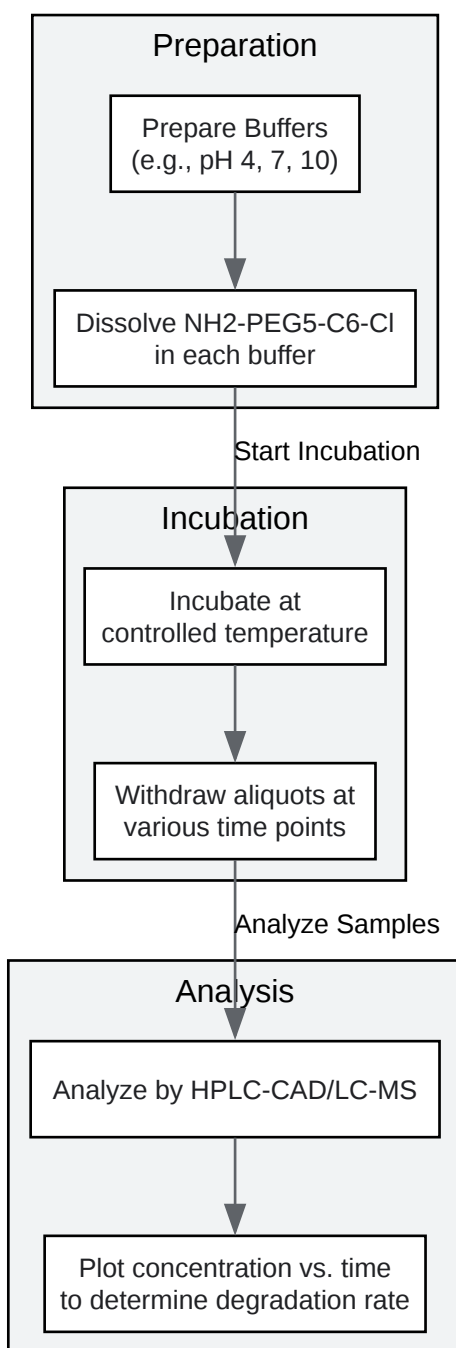 Preparation
Prepare Buffers
(e.g., pH 4, 7, 10)
Dissolve NH2-PEG5-C6-Cl
in each buffer
Start Incubation
Incubation
Incubate at
controlled temperature
Withdraw aliquots at
various time points
Analyze Samples
Analysis
Analyze by HPLC-CAD/LC-MS
Plot concentration vs. time
to determine degradation rate